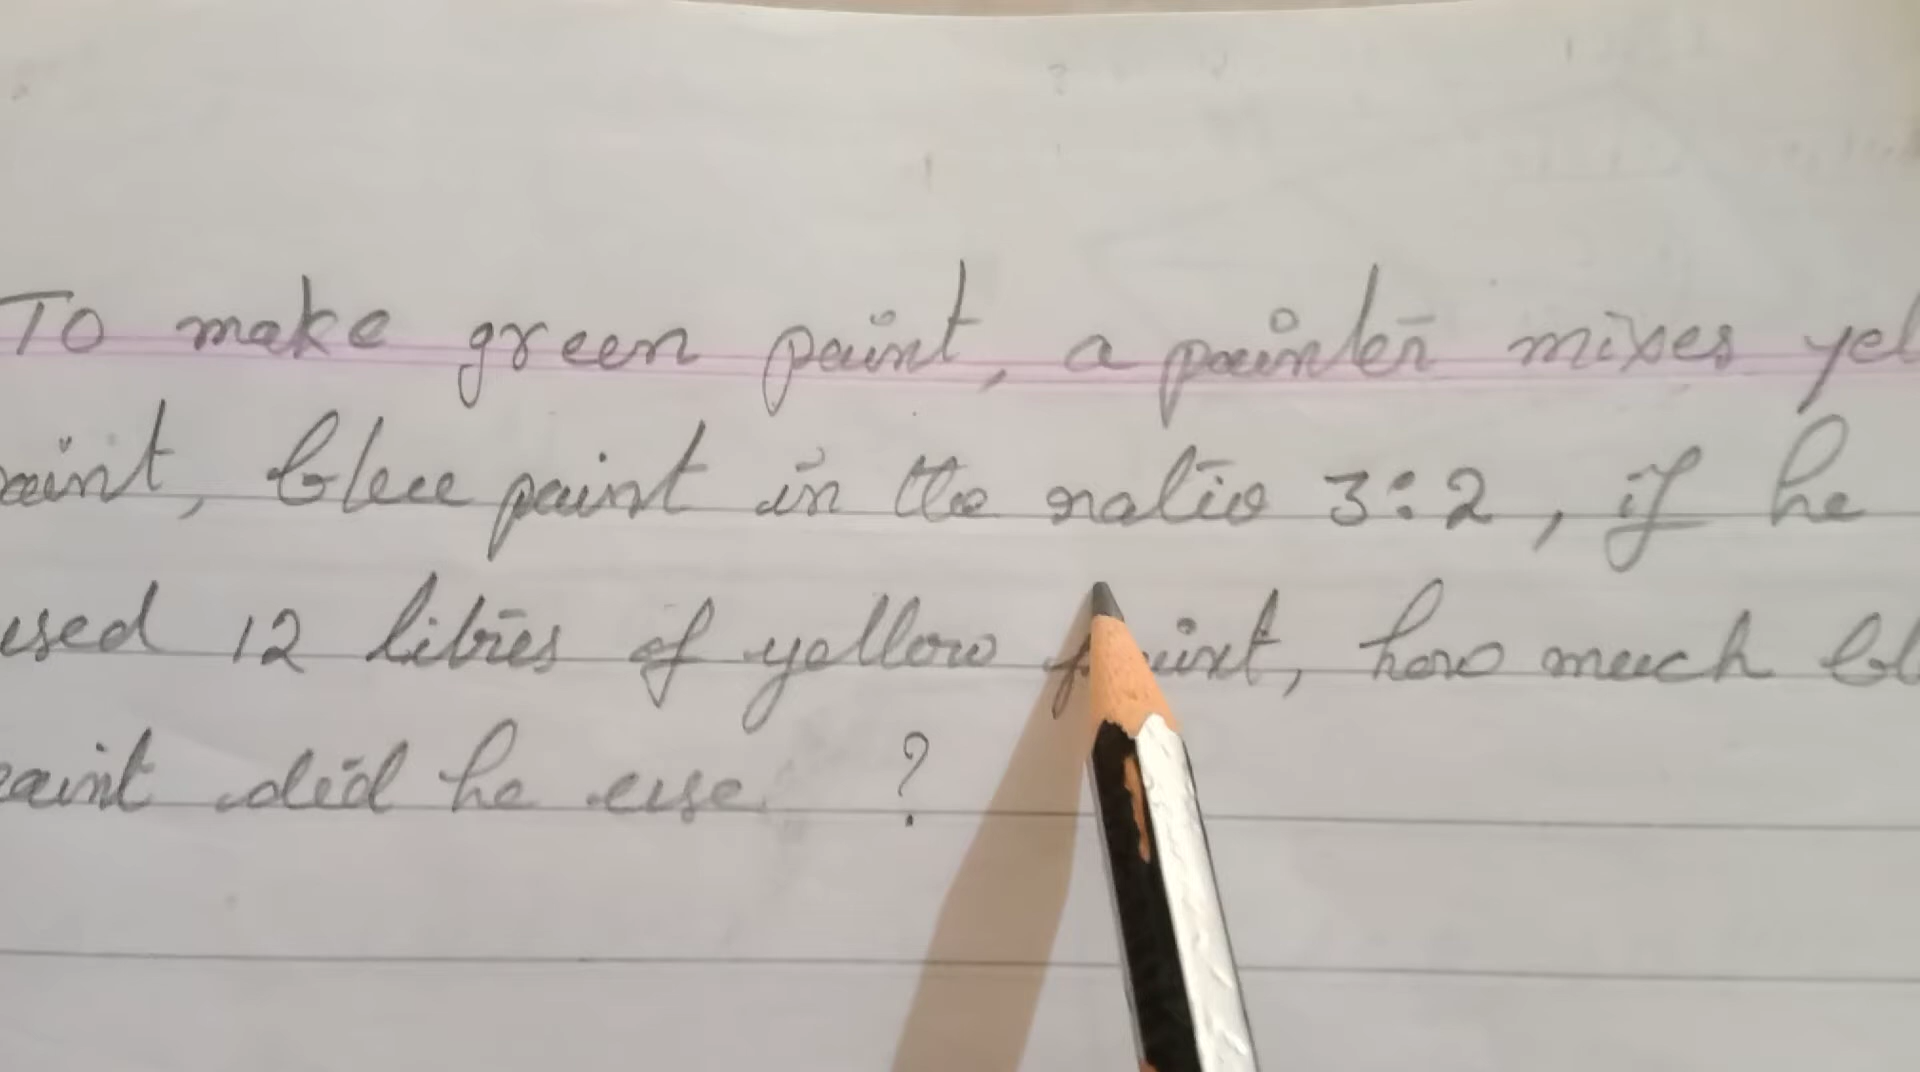 To make green paint, a painter mixes yel
aint, blue paint in the ratio 3:2, if he
used 12 litres of yellow paint, how much bl
paint did he use ?